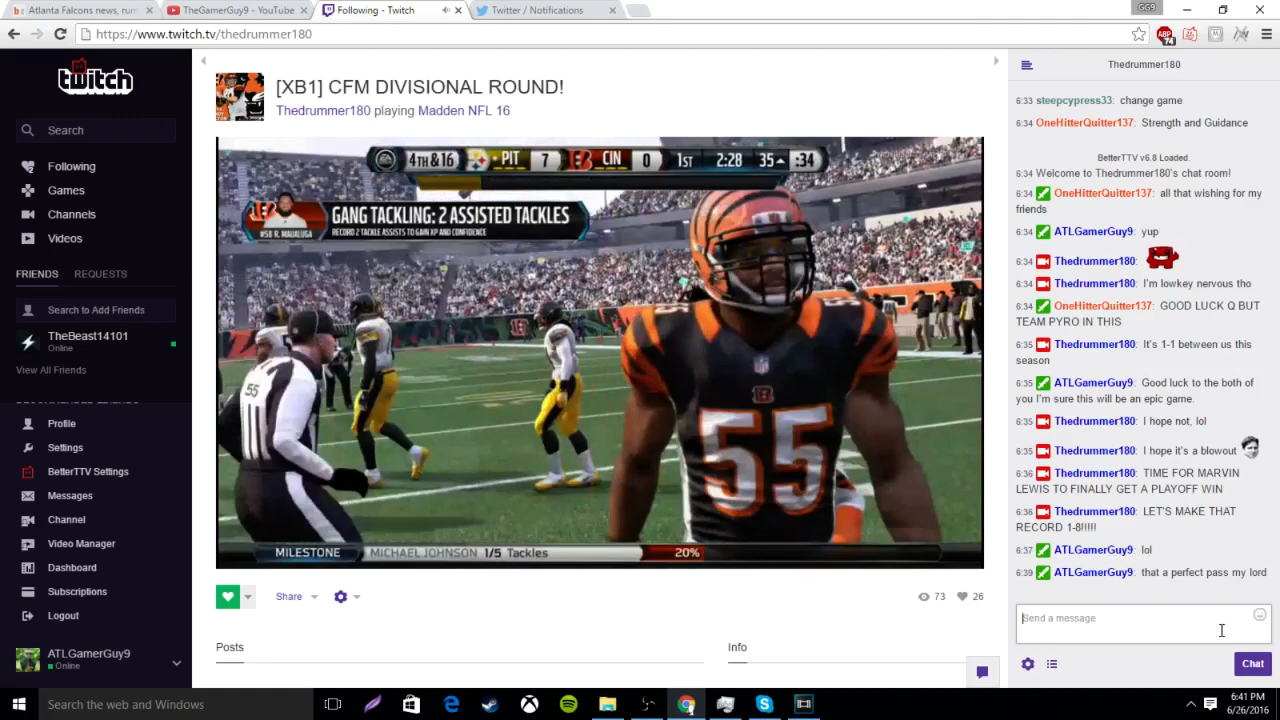 Atlanta Falcons news, rum
TheGamerGuy9 - YouTube
Following - Twitch
Twitter / Notifications
GG9
https://www.twitch.tv/thedrummer180
ABP
74
twitch
Search
Following
Games
Channels
Videos
FRIENDS REQUESTS
Search to Add Friends
TheBeast14101
Online
View All Friends
Profile
Settings
BetterTTV Settings
Messages
Channel
Video Manager
Dashboard
Subscriptions
Logout
ATLGamerGuy9
Online
[XB1] CFM DIVISIONAL ROUND!
Thedrummer180 playing Madden NFL 16
4TH & 16 PIT 7 CIN 0 1ST 2:28 35 :34
GANG TACKLING: 2 ASSISTED TACKLES
#58 R. MAUALUGA
RECORD 2 TACKLE ASSISTS TO GAIN XP AND CONFIDENCE
55
55
MILESTONE MICHAEL JOHNSON 1/5 Tackles 20%
Share
73 26
Posts
Info
Thedrummer180
6:33 steepcypress33: change game
6:34 OneHitterQuitter137: Strength and Guidance
BetterTTV v6.8 Loaded.
6:34 Welcome to Thedrummer180's chat room!
6:34 OneHitterQuitter137: all that wishing for my
friends
6:34 ATLGamerGuy9: yup
6:34 Thedrummer180:
6:34 Thedrummer180: I'm lowkey nervous tho
6:34 OneHitterQuitter137: GOOD LUCK Q BUT
TEAM PYRO IN THIS
6:35 Thedrummer180: It's 1-1 between us this
season
6:35 ATLGamerGuy9: Good luck to the both of
you I'm sure this will be an epic game.
6:35 Thedrummer180: I hope not, lol
6:35 Thedrummer180: I hope it's a blowout
6:36 Thedrummer180: TIME FOR MARVIN
LEWIS TO FINALLY GET A PLAYOFF WIN
6:36 Thedrummer180: LET'S MAKE THAT
RECORD 1-8!!!!!
6:37 ATLGamerGuy9: lol
6:39 ATLGamerGuy9: that a perfect pass my lord
Send a message
Chat
Search the web and Windows
6:41 PM
6/26/2016